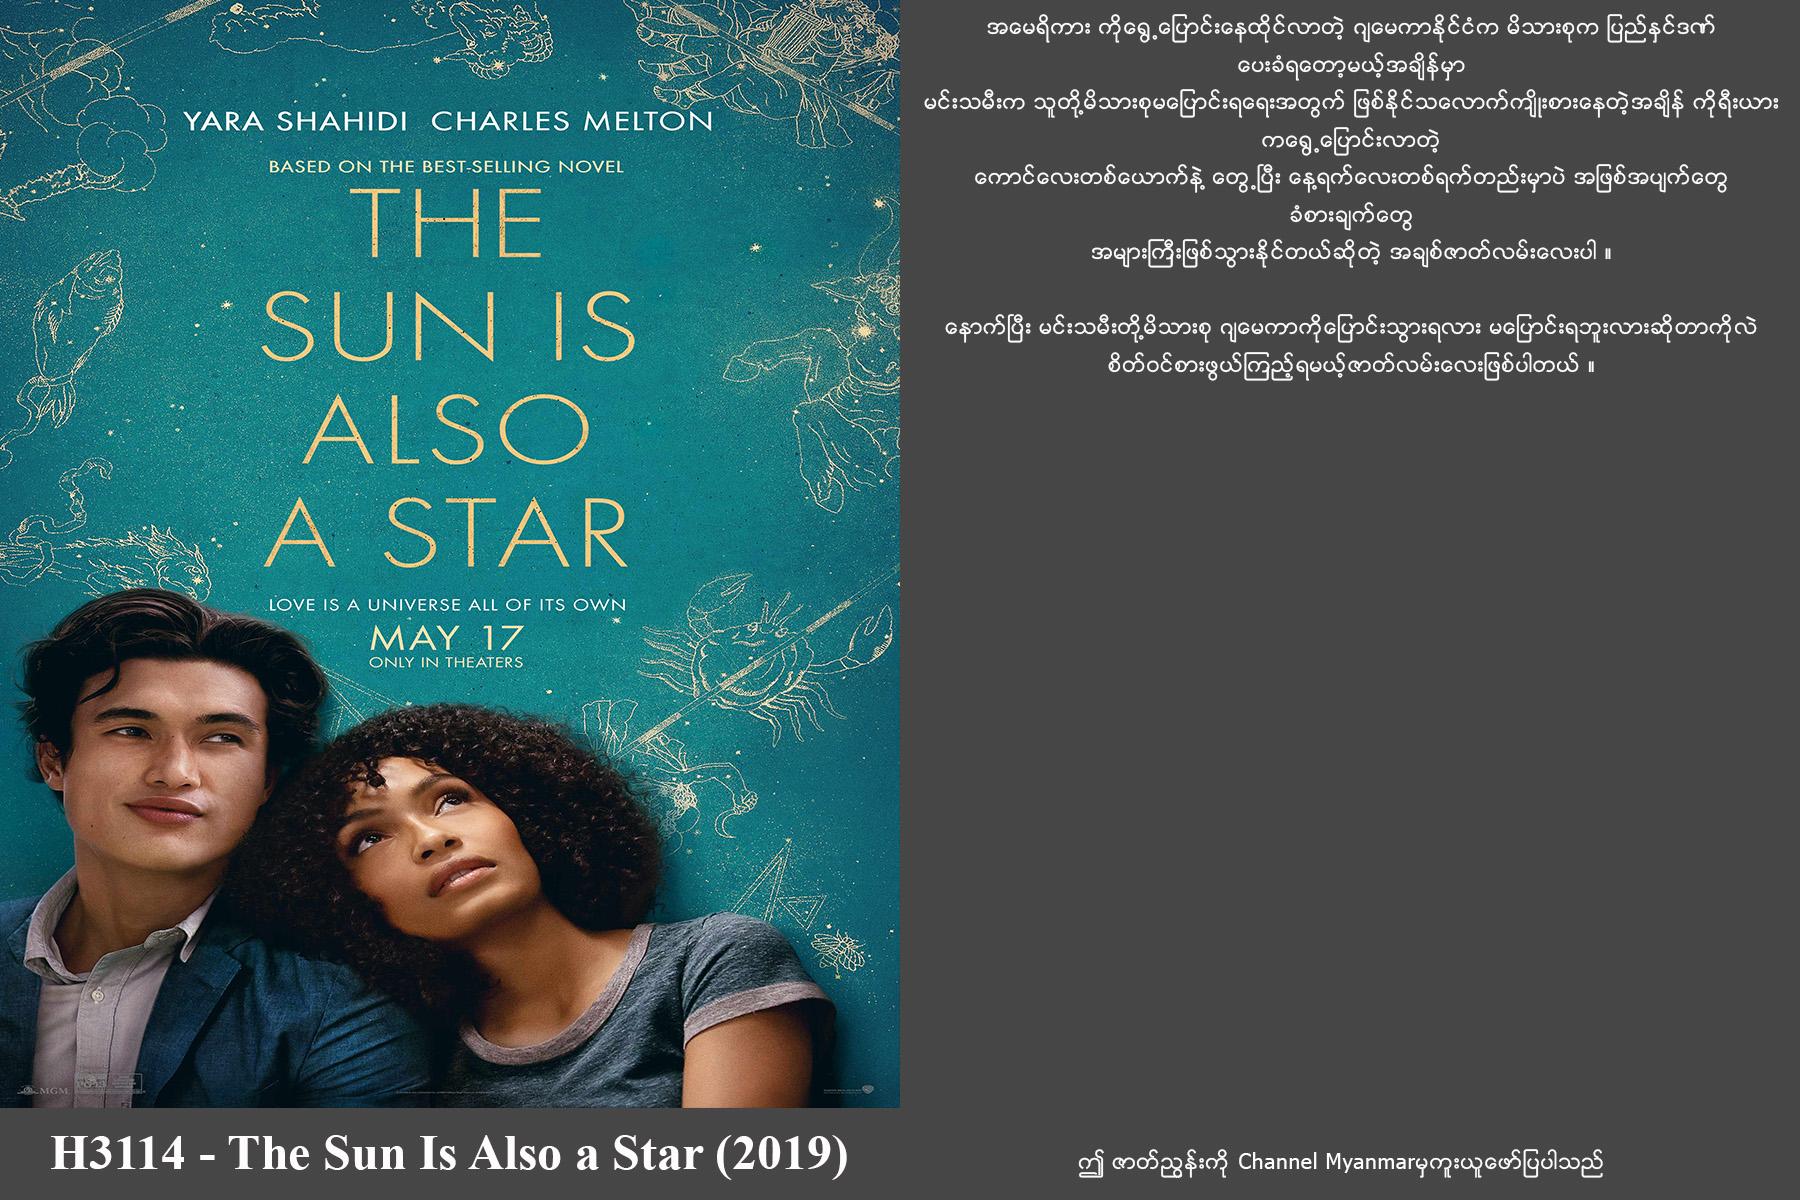 YARA SHAHIDI CHARLES MELTON
BASED ON THE BEST-SELLING NOVEL
THE
SUN IS
ALSO
A STAR
LOVE IS A UNIVERSE ALL OF ITS OWN
MAY 17
ONLY IN THEATERS
MGM
H3114 - The Sun Is Also a Star (2019)
အမေရိကား ကိုရွေ့ပြောင်းနေထိုင်လာတဲ့ ဂျမေကာနိုင်ငံက မိသားစုက ပြည်နှင်ဒဏ်
ပေးခံရတော့မယ့်အချိန်မှာ
မင်းသမီးက သူတို့မိသားစုမပြောင်းရရေးအတွက် ဖြစ်နိုင်သလောက်ကျိုးစားနေတဲ့အချိန် ကိုရီးယား
ကရွေ့ပြောင်းလာတဲ့
ကောင်လေးတစ်ယောက်နဲ့ တွေ့ပြီး နေ့ရက်လေးတစ်ရက်တည်းမှာပဲ အဖြစ်အပျက်တွေ
ခံစားချက်တွေ
အများကြီးဖြစ်သွားနိုင်တယ်ဆိုတဲ့ အချစ်ဇာတ်လမ်းလေးပါ ။
နောက်ပြီး မင်းသမီးတို့မိသားစု ဂျမေကာကိုပြောင်းသွားရလား မပြောင်းရဘူးလားဆိုတာကိုလဲ
စိတ်ဝင်စားဖွယ်ကြည့်ရမယ့်ဇာတ်လမ်းလေးဖြစ်ပါတယ် ။
ဤ ဇာတ်ညွန်းကို Channel Myanmarမှကူးယူဖော်ပြပါသည်